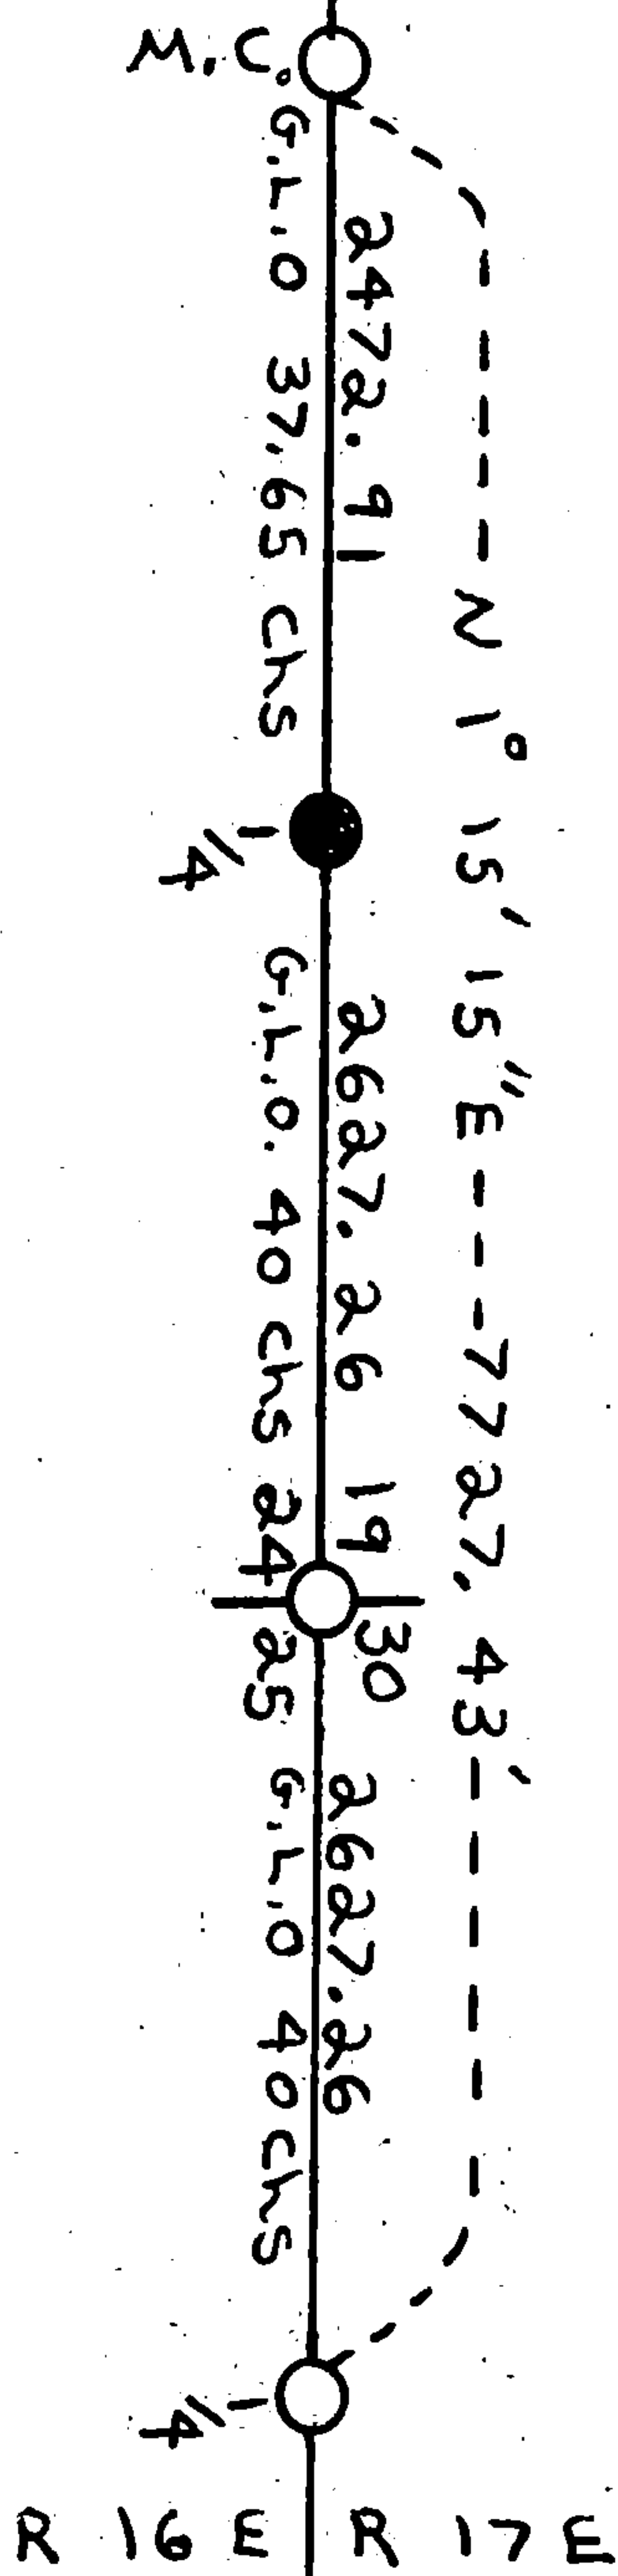 M.C.
G.L.O 37.65 chs
2472.91
N 1° 15' 15" E---7727.43'
1/4
G.L.O. 40 chs
2627.26
24
19
25
30
G.L.O 40 chs
2627.26
1/4
R 16 E
R 17 E